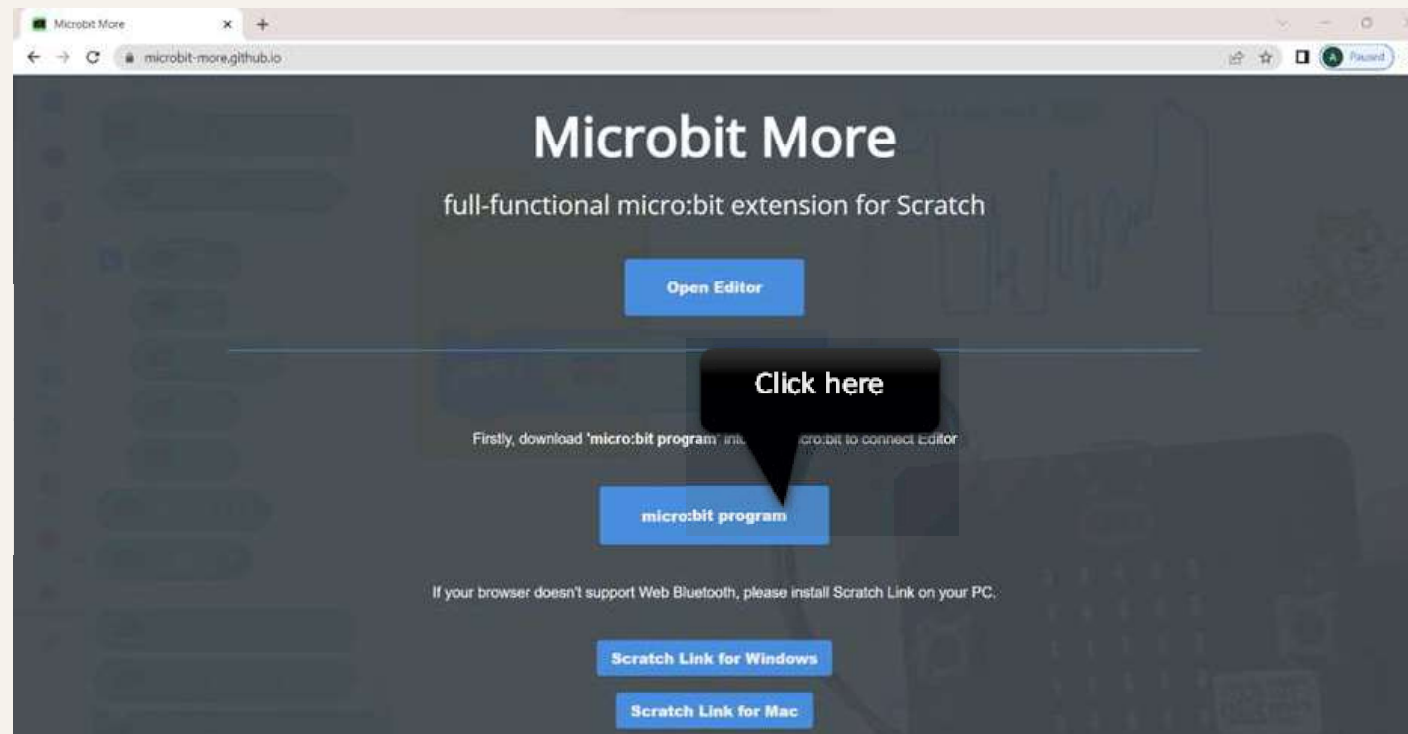 Microbit More
microbit-more.github.io
Paused
Microbit More
full-functional micro:bit extension for Scratch
Open Editor
Click here
Firstly, download 'micro:bit program' cro:bit to connect Editor
micro:bit program
If your browser doesn't support Web Bluetooth, please install Scratch Link on your PC.
Scratch Link for Windows
Scratch Link for Mac